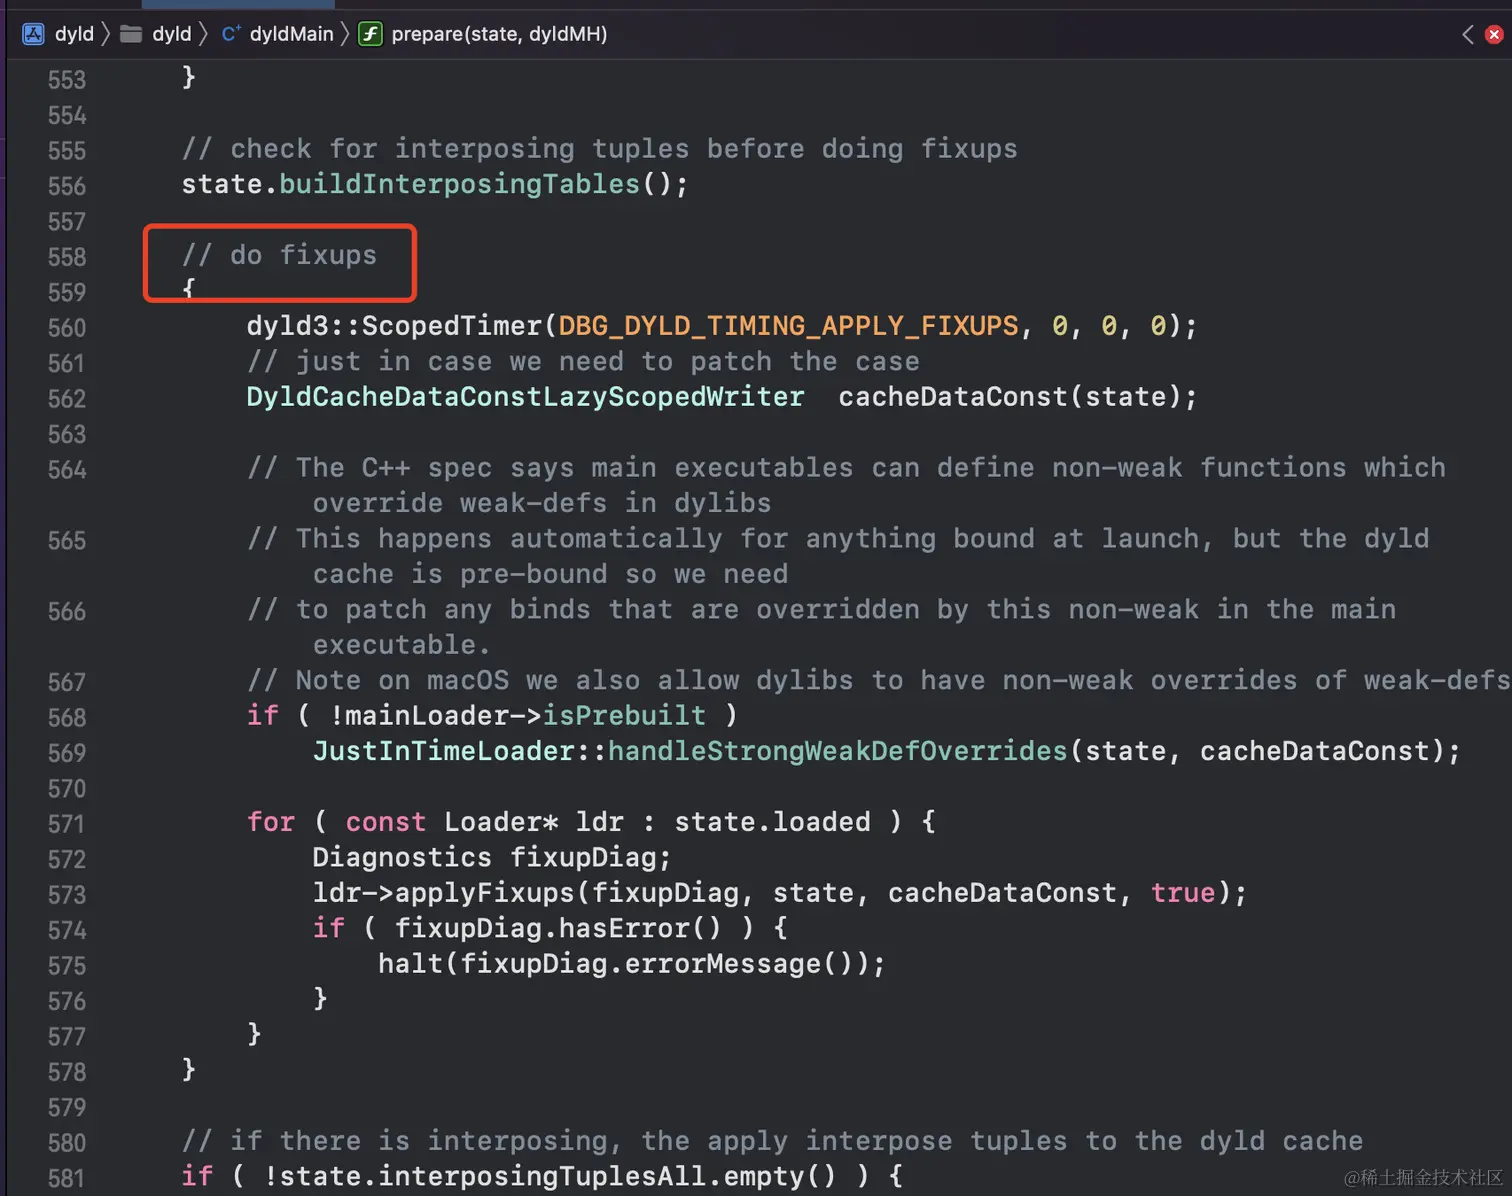 dyld 〉 dyld 〉 C⁺ dyldMain 〉 f prepare(state, dyldMH)
553 }
554
555 // check for interposing tuples before doing fixups
556 state.buildInterposingTables();
557
558 // do fixups
559 {
560 dyld3::ScopedTimer(DBG_DYLD_TIMING_APPLY_FIXUPS, 0, 0, 0);
561 // just in case we need to patch the case
562 DyldCacheDataConstLazyScopedWriter  cacheDataConst(state);
563
564 // The C++ spec says main executables can define non-weak functions which
override weak-defs in dylibs
565 // This happens automatically for anything bound at launch, but the dyld
cache is pre-bound so we need
566 // to patch any binds that are overridden by this non-weak in the main
executable.
567 // Note on macOS we also allow dylibs to have non-weak overrides of weak-defs
568 if ( !mainLoader->isPrebuilt )
569 JustInTimeLoader::handleStrongWeakDefOverrides(state, cacheDataConst);
570
571 for ( const Loader* ldr : state.loaded ) {
572 Diagnostics fixupDiag;
573 ldr->applyFixups(fixupDiag, state, cacheDataConst, true);
574 if ( fixupDiag.hasError() ) {
575 halt(fixupDiag.errorMessage());
576 }
577 }
578 }
579
580 // if there is interposing, the apply interpose tuples to the dyld cache
581 if ( !state.interposingTuplesAll.empty() ) {
@稀土掘金技术社区